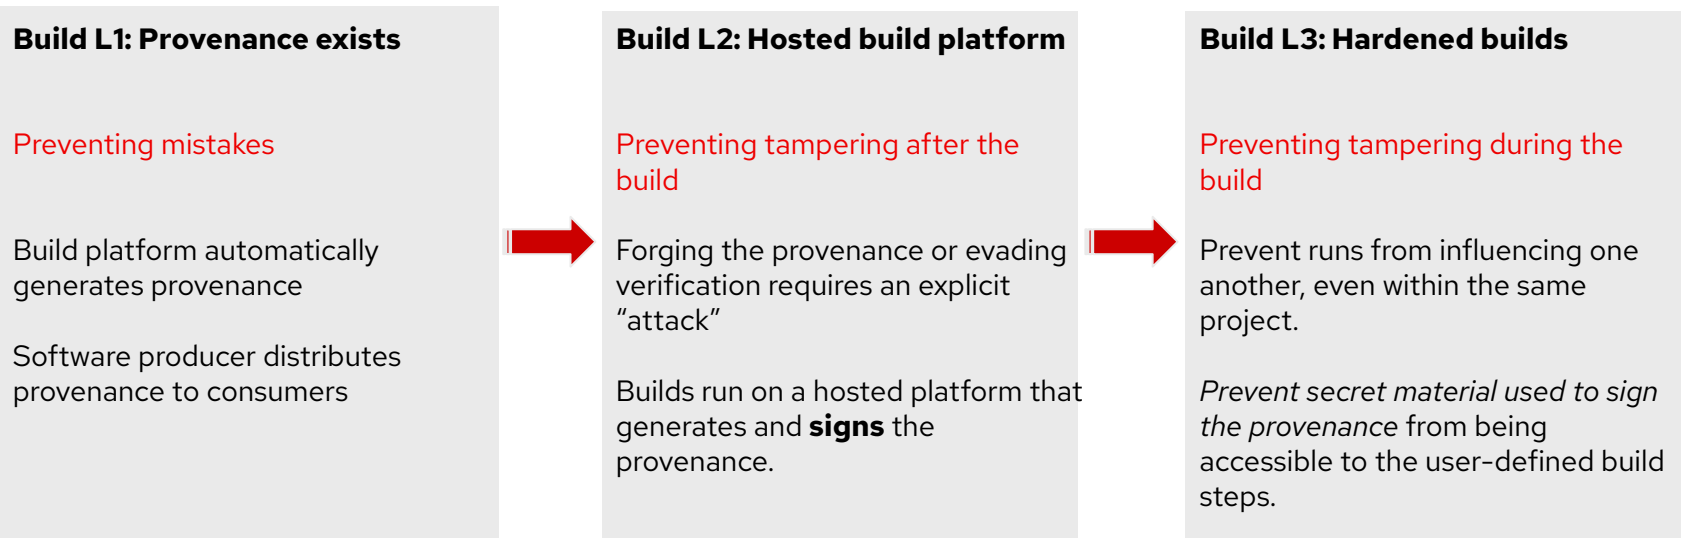 Build L1: Provenance exists
Preventing mistakes
Build platform automatically
generates provenance
Software producer distributes
provenance to consumers
Build L2: Hosted build platform
Preventing tampering after the
build
Forging the provenance or evading
verification requires an explicit
“attack”
Builds run on a hosted platform that
generates and signs the
provenance.
Build L3: Hardened builds
Preventing tampering during the
build
Prevent runs from influencing one
another, even within the same
project.
Prevent secret material used to sign
the provenance from being
accessible to the user-defined build
steps.